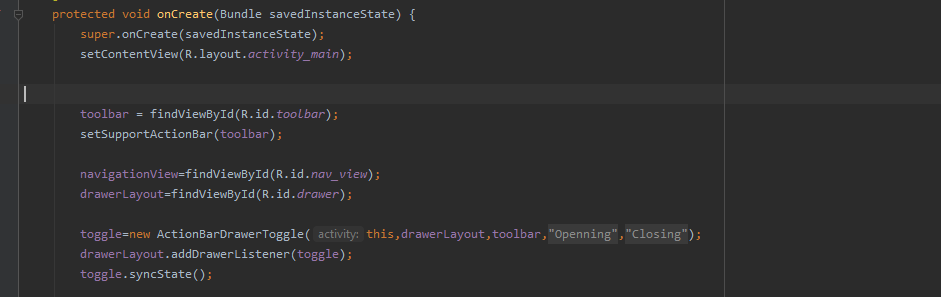 protected void onCreate(Bundle savedInstanceState) {
super.onCreate(savedInstanceState);
setContentView(R.layout.activity_main);
toolbar = findViewById(R.id.toolbar);
setSupportActionBar(toolbar);
navigationView=findViewById(R.id.nav_view);
drawerLayout=findViewById(R.id.drawer);
toggle=new ActionBarDrawerToggle( activity: this,drawerLayout,toolbar,"Openning","Closing");
drawerLayout.addDrawerListener(toggle);
toggle.syncState();